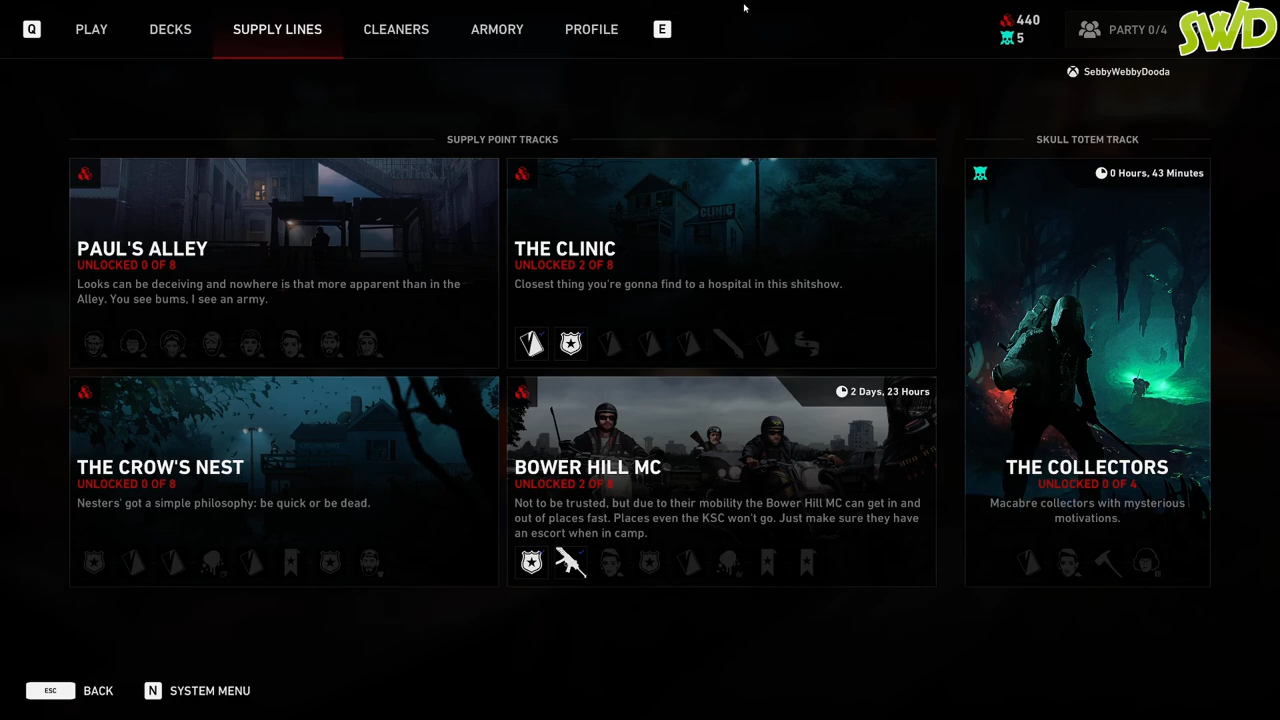 Q
PLAY
DECKS
SUPPLY LINES
CLEANERS
ARMORY
PROFILE
E
440
5
PARTY 0/4
SWD
SebbyWebbyDooda
SUPPLY POINT TRACKS
SKULL TOTEM TRACK
PAUL'S ALLEY
UNLOCKED 0 OF 8
Looks can be deceiving and nowhere is that more apparent than in the
Alley. You see bums, I see an army.
CLINIC
THE CLINIC
UNLOCKED 2 OF 8
Closest thing you're gonna find to a hospital in this shitshow.
THE CROW'S NEST
UNLOCKED 0 OF 8
Nesters' got a simple philosophy: be quick or be dead.
2 Days, 23 Hours
BOWER HILL MC
UNLOCKED 2 OF 8
Not to be trusted, but due to their mobility the Bower Hill MC can get in and
out of places fast. Places even the KSC won't go. Just make sure they have
an escort when in camp.
0 Hours, 43 Minutes
THE COLLECTORS
UNLOCKED 0 OF 4
Macabre collectors with mysterious
motivations.
ESC
BACK
N
SYSTEM MENU